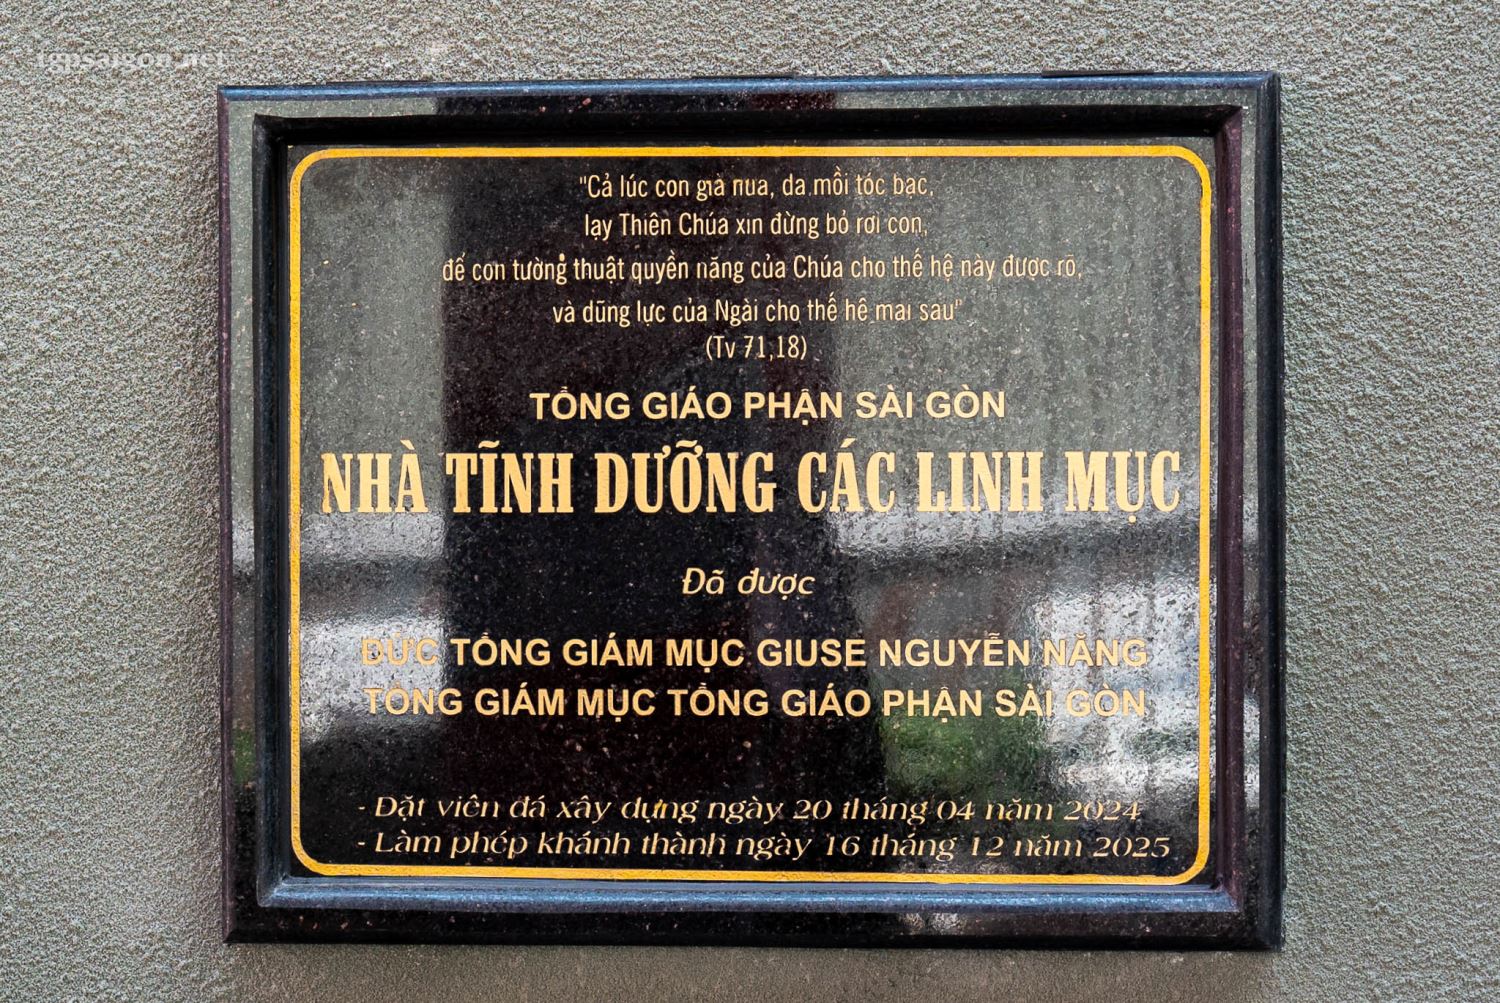 tgpsaigon.net
"Cả lúc con già nua, da mồi tóc bạc,
lạy Thiên Chúa xin đừng bỏ rơi con,
để con tường thuật quyền năng của Chúa cho thế hệ này được rõ,
và dũng lực của Ngài cho thế hệ mai sau"
(Tv 71,18)
TỔNG GIÁO PHẬN SÀI GÒN
NHÀ TĨNH DƯỠNG CÁC LINH MỤC
Đã được
ĐỨC TỔNG GIÁM MỤC GIUSE NGUYỄN NĂNG
TỔNG GIÁM MỤC TỔNG GIÁO PHẬN SÀI GÒN
- Đặt viên đá xây dựng ngày 20 tháng 04 năm 2024
- Làm phép khánh thành ngày 16 tháng 12 năm 2025